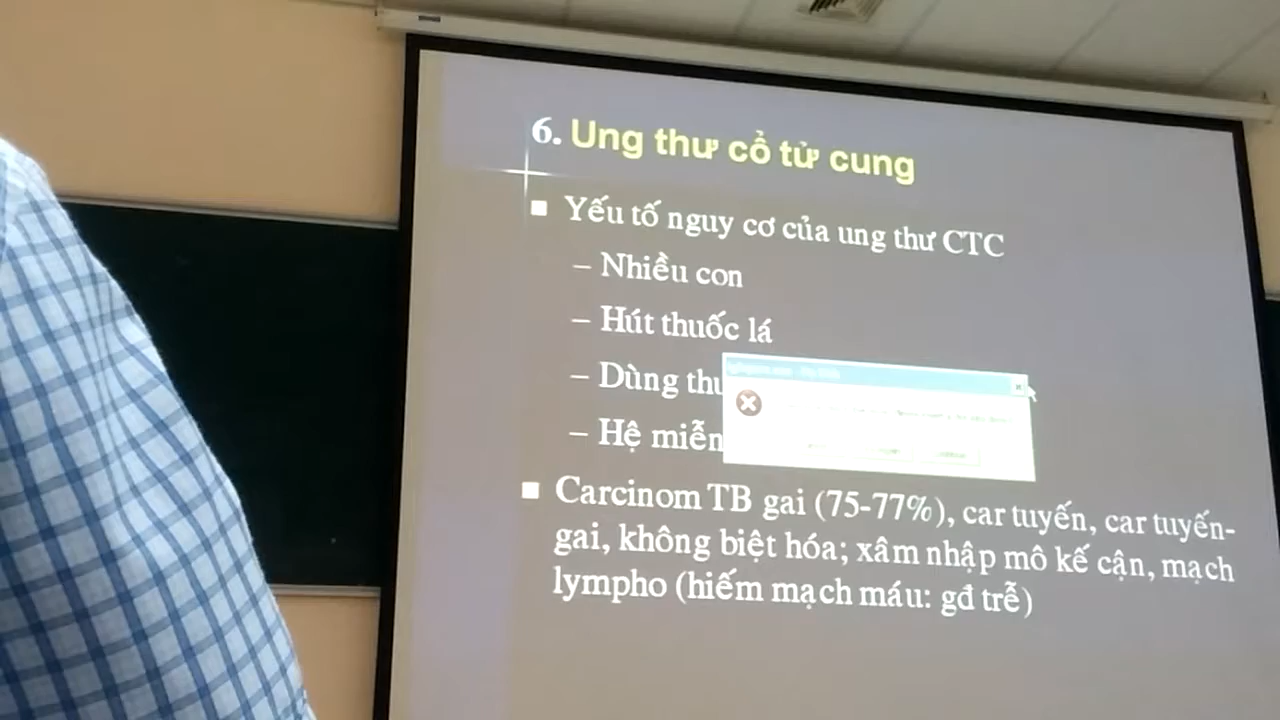 6. Ung thư cổ tử cung
Yếu tố nguy cơ của ung thư CTC
– Nhiều con
– Hút thuốc lá
– Dùng thu
– Hệ miễn
Carcinom TB gai (75-77%), car tuyến, car tuyến-
gai, không biệt hóa; xâm nhập mô kế cận, mạch
lympho (hiếm mạch máu: gđ trễ)